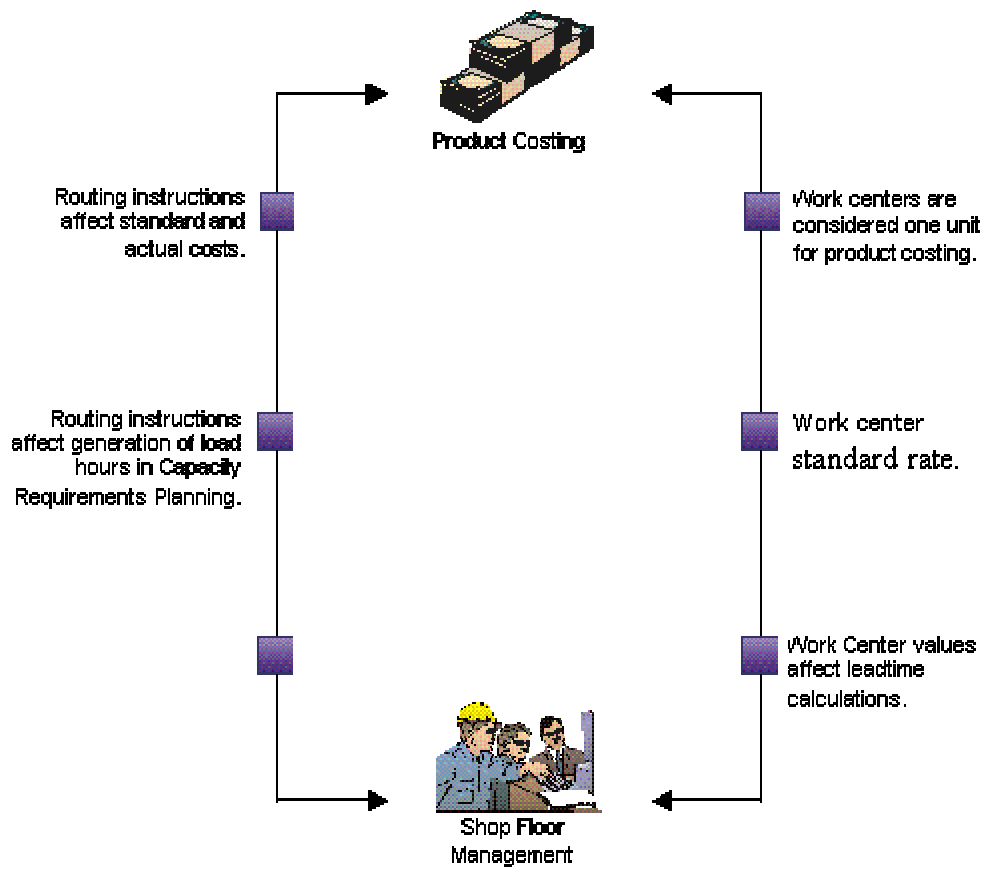 Product Costing
Routing instructions
affect standard and
actual costs.
Work centers are
considered one unit
for product costing.
Routing instructions
affect generation of load
hours in Capacity
Requirements Planning.
Work center
standard rate.
Work Center values
affect leadtime
calculations.
Shop Floor
Management